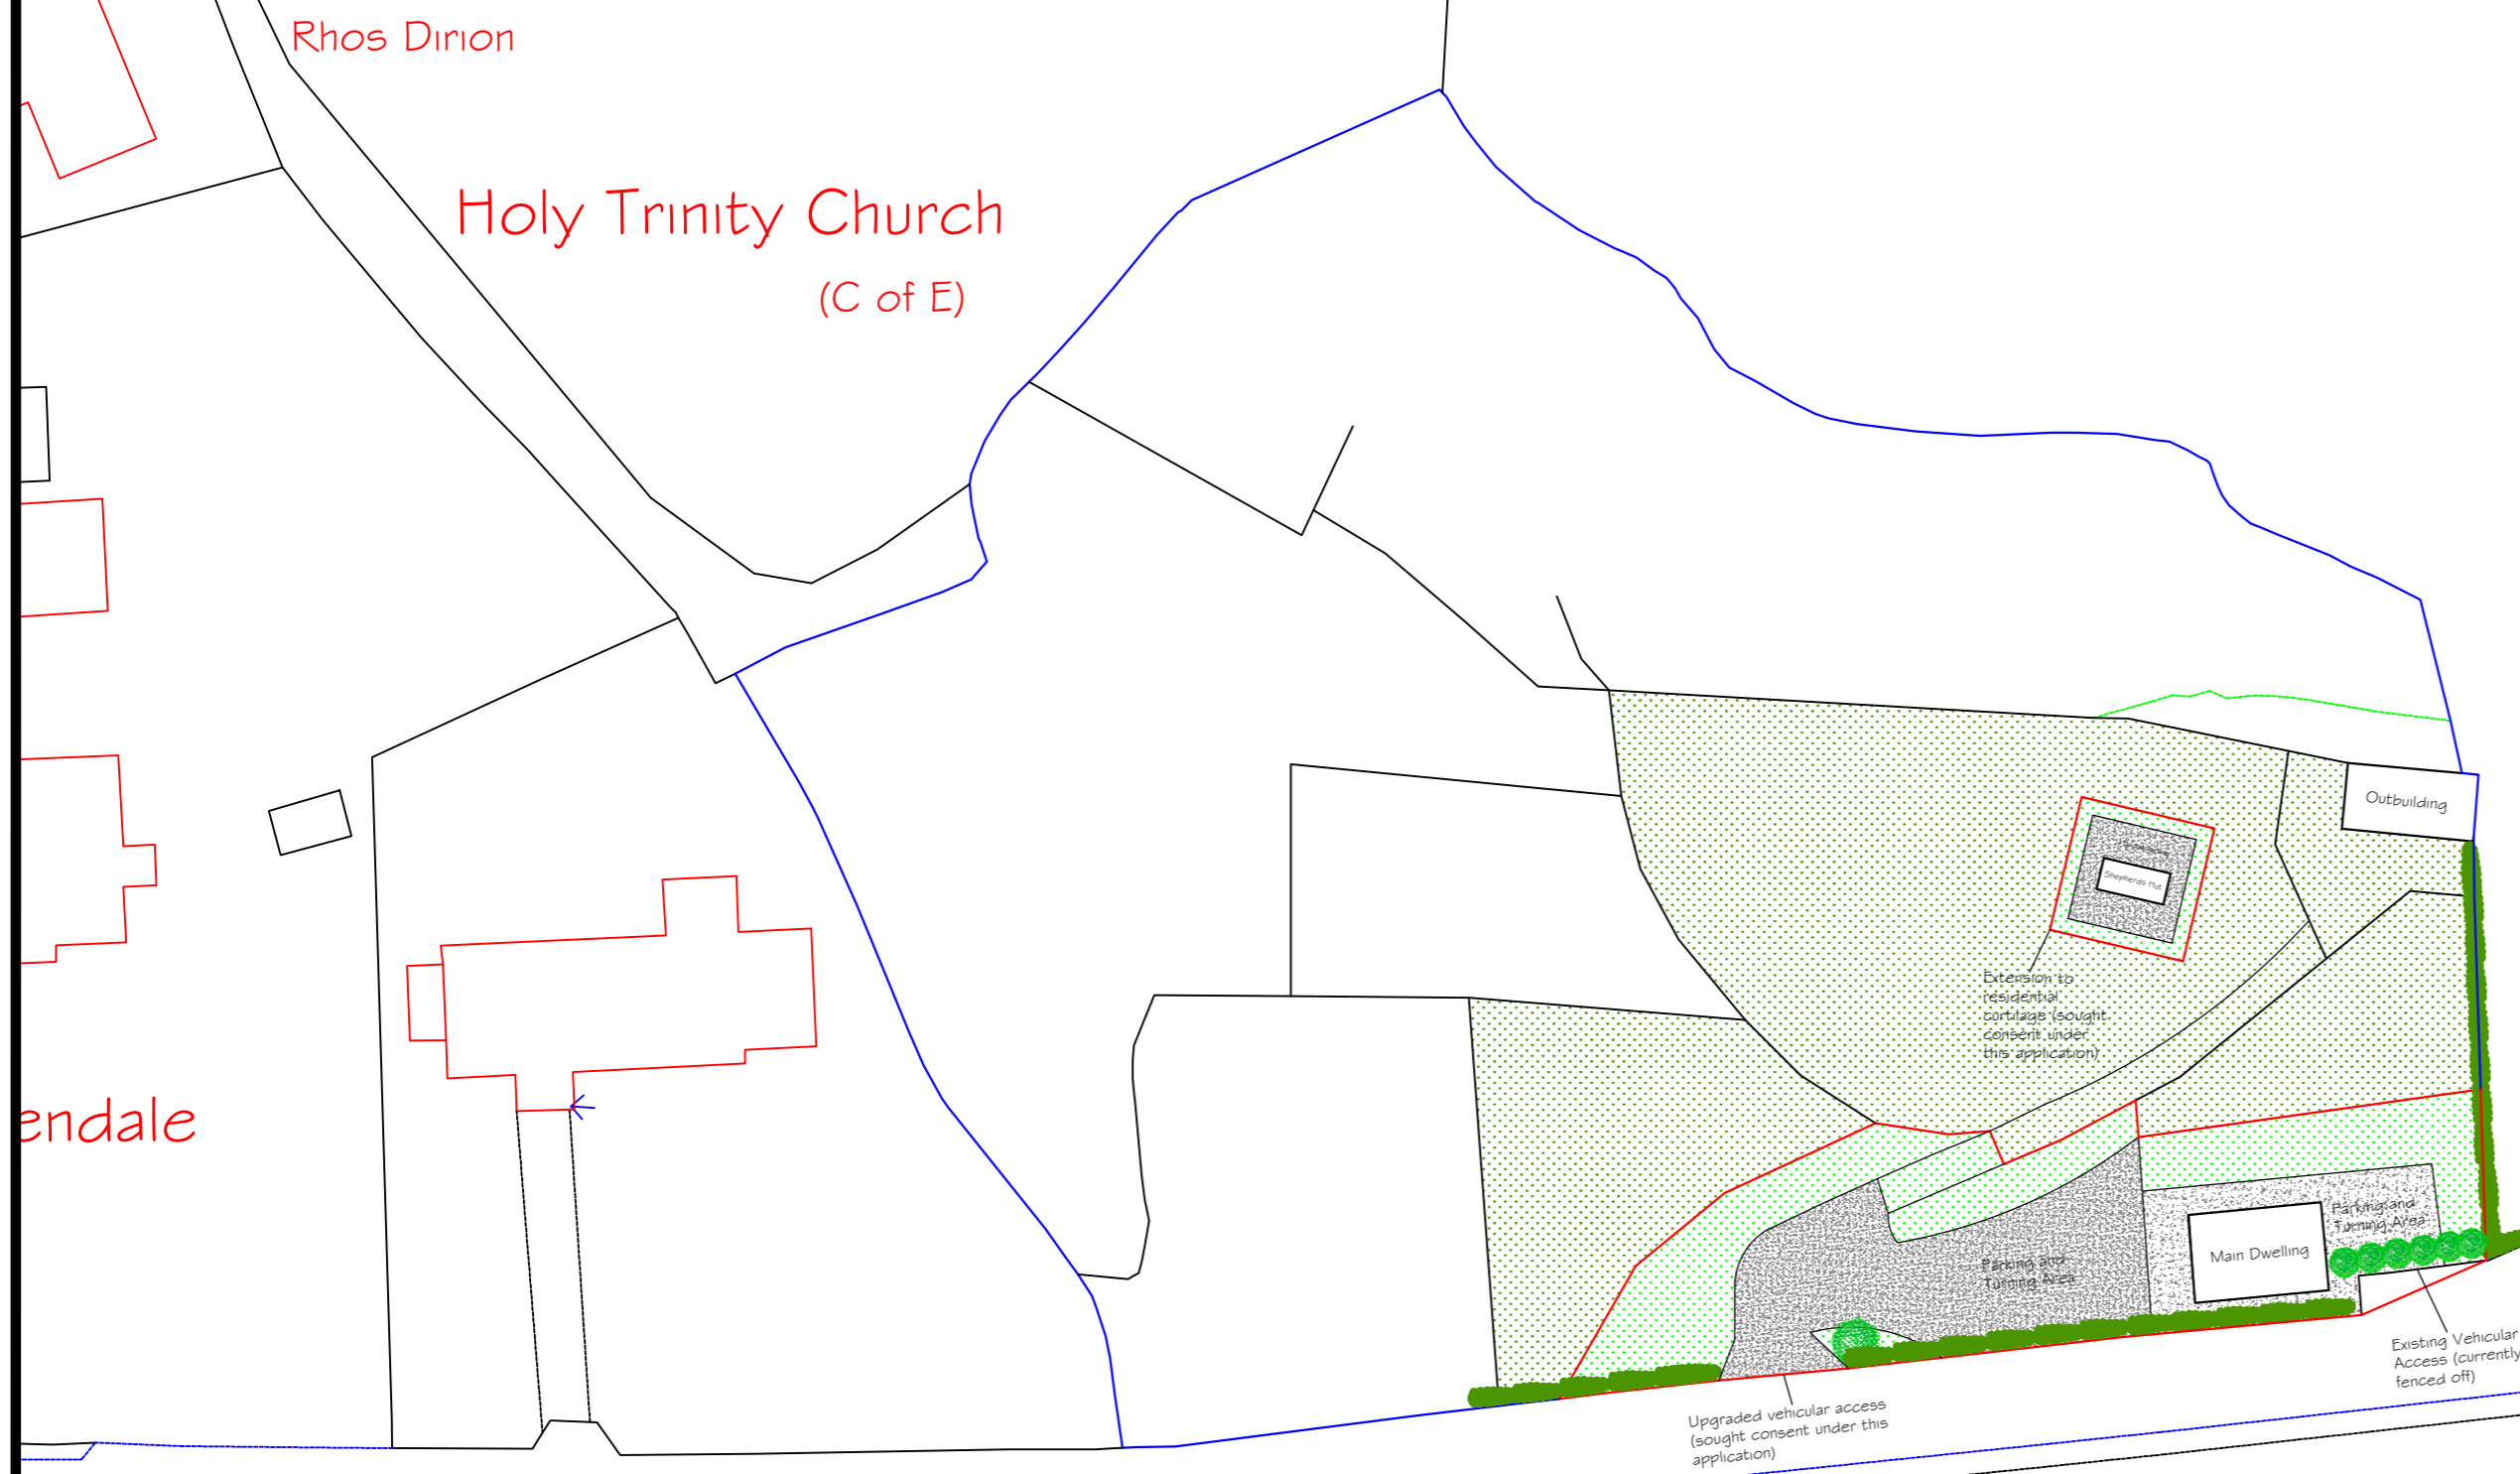 Rhos Dirion
Holy Trinity Church
(C of E)
endale
Outbuilding
Shepherds Hut
Extension to
residential
curtilage (sought
consent under
this application)
Parking and
Turning Area
Main Dwelling
Parking and
Turning Area
Existing Vehicular
Access (currently
fenced off)
Upgraded vehicular access
(sought consent under this
application)